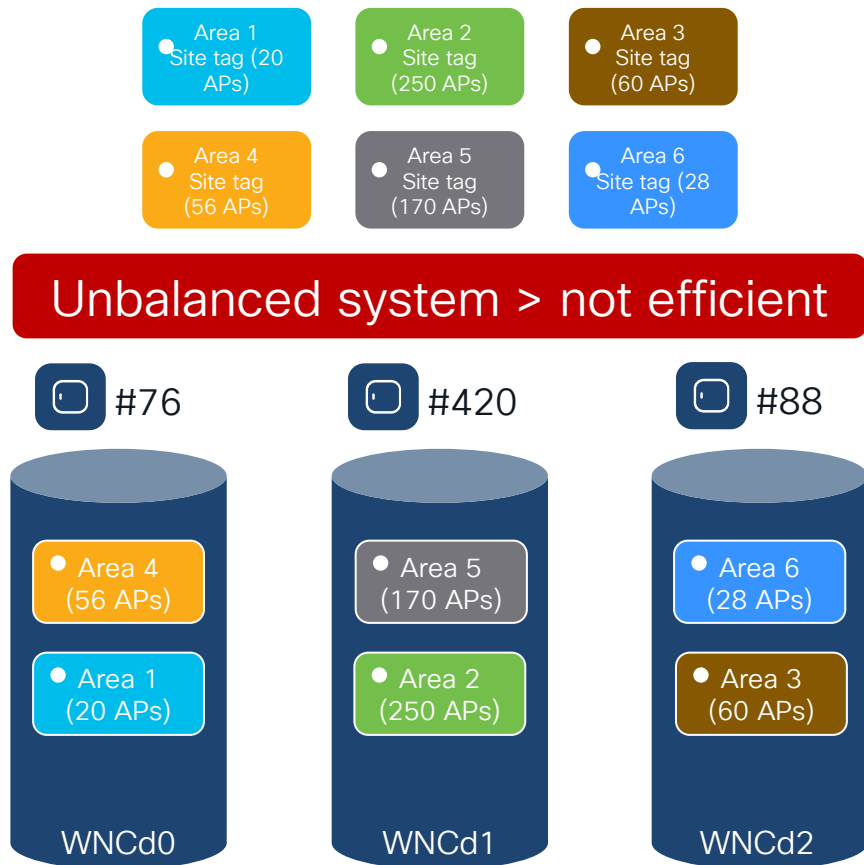 Area 1
Site tag (20
APs)
Area 2
Site tag
(250 APs)
Area 3
Site tag
(60 APs)
Area 4
Site tag
(56 APs)
Area 5
Site tag
(170 APs)
Area 6
Site tag (28
APs)
Unbalanced system > not efficient
#76
#420
#88
Area 4
(56 APs)
Area 5
(170 APs)
Area 6
(28 APs)
Area 1
(20 APs)
Area 2
(250 APs)
Area 3
(60 APs)
WNCd0
WNCd1
WNCd2